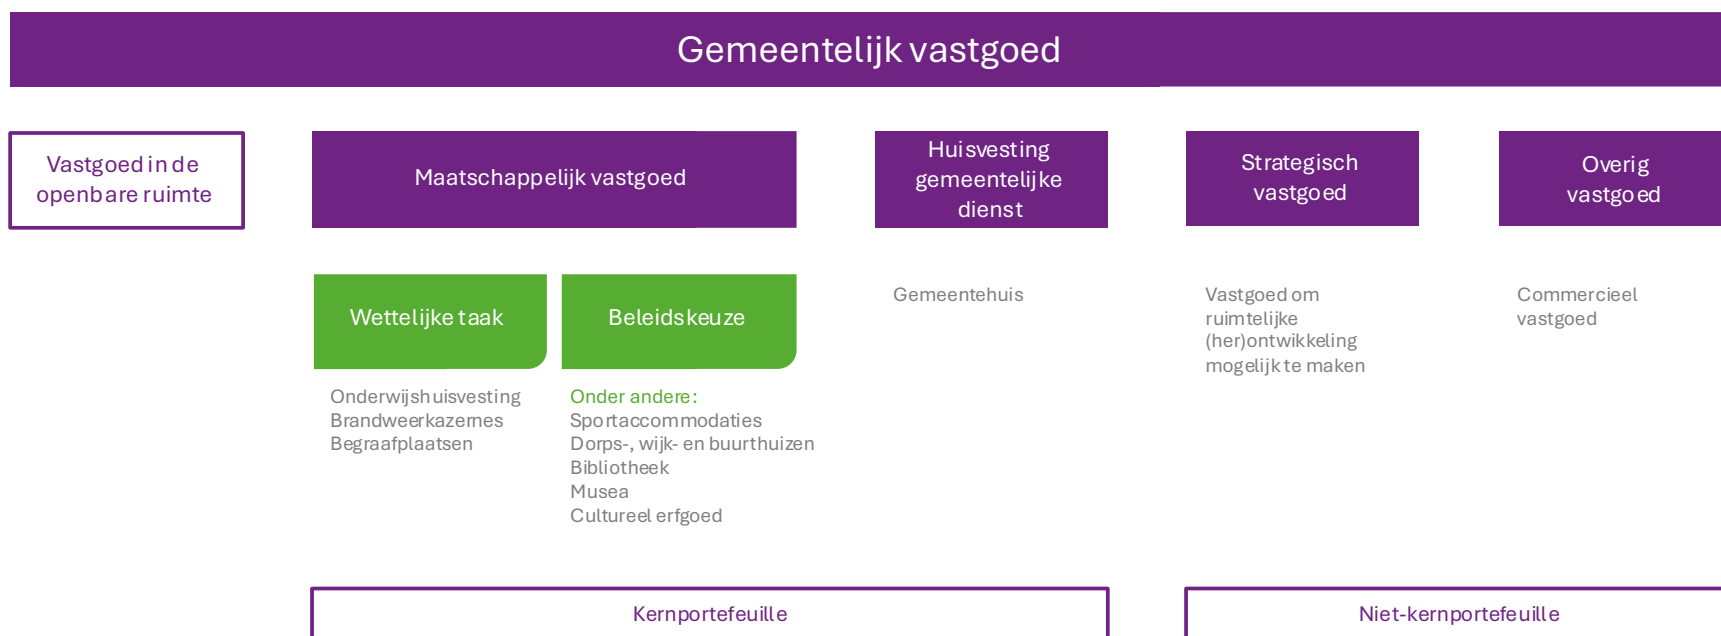 Gemeentelijk vastgoed
Vastgoed in de
openbare ruimte
Maatschappelijk vastgoed
Huisvesting
gemeentelijke
dienst
Strategisch
vastgoed
Overig
vastgoed
Wettelijke taak
Beleidskeuze
Gemeentehuis
Vastgoed om
ruimtelijke
(her)ontwikkeling
mogelijk te maken
Commercieel
vastgoed
Onderwijshuisvesting
Brandweerkazernes
Begraafplaatsen
Onder andere:
Sportaccommodaties
Dorps-, wijk- en buurthuizen
Bibliotheek
Musea
Cultureel erfgoed
Kernportefeuille
Niet-kernportefeuille